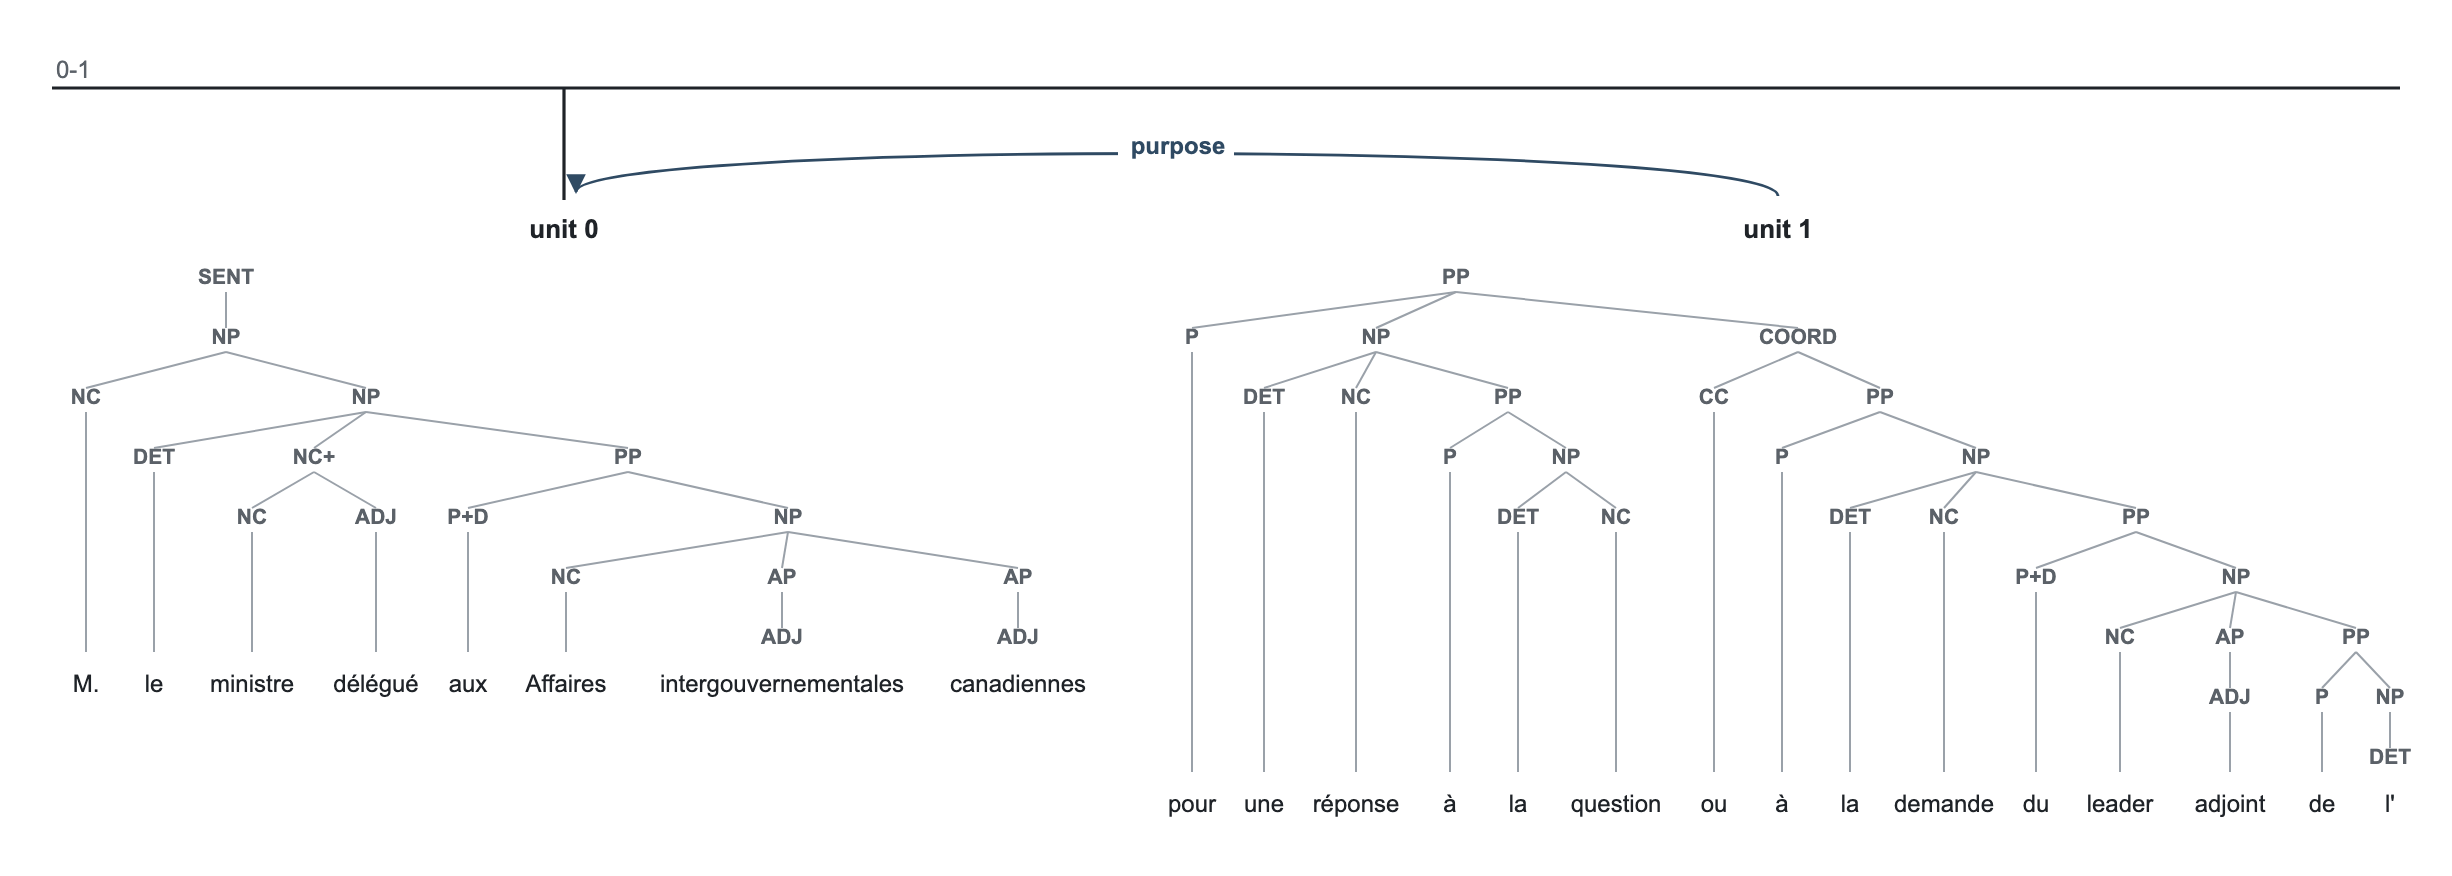 0-1
purpose
unit 0 unit 1
SENT PP
NP P NP COORD
NC NP DET NC PP CC PP
DET NC+ PP P NP P NP
NC ADJ P+D NP DET NC DET NC PP
NC AP AP P+D NP
ADJ ADJ NC AP PP
M. le ministre délégué aux Affaires intergouvernementales canadiennes ADJ P NP
DET
pour une réponse à la question ou à la demande du leader adjoint de l'